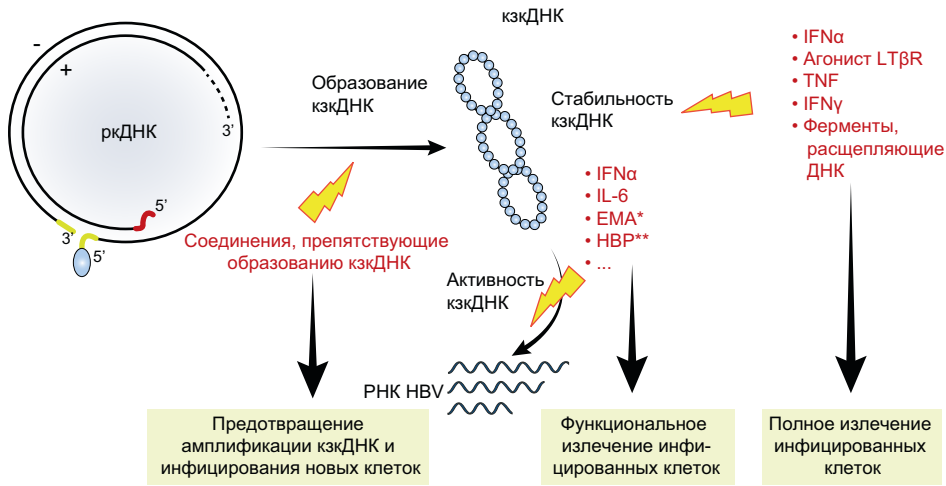 кзкДНК
-
+
ркДНК
3’
5’
3’
5’
Образование
кзкДНК
Соединения, препятствующие
образованию кзкДНК
Стабильность
кзкДНК
• IFNα
• Агонист LTβR
• TNF
• IFNγ
• Ферменты,
расщепляющие
ДНК
• IFNα
• IL-6
• EMA*
• HBP**
• ...
Активность
кзкДНК
РНК HBV
Предотвращение
амплификации кзкДНК и
инфицирования новых клеток
Функциональное
излечение инфи-
цированных клеток
Полное излечение
инфицированных
клеток